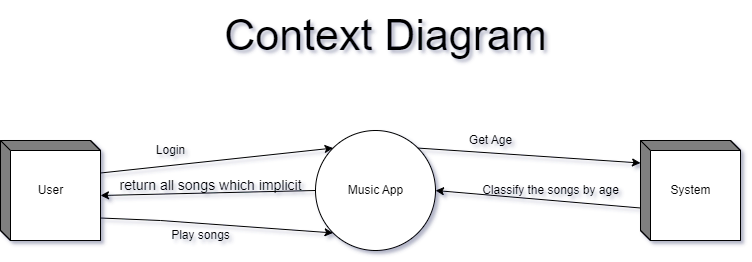 Context Diagram
Login
Get Age
User
return all songs which implicit
Music App
Classify the songs by age
System
Play songs